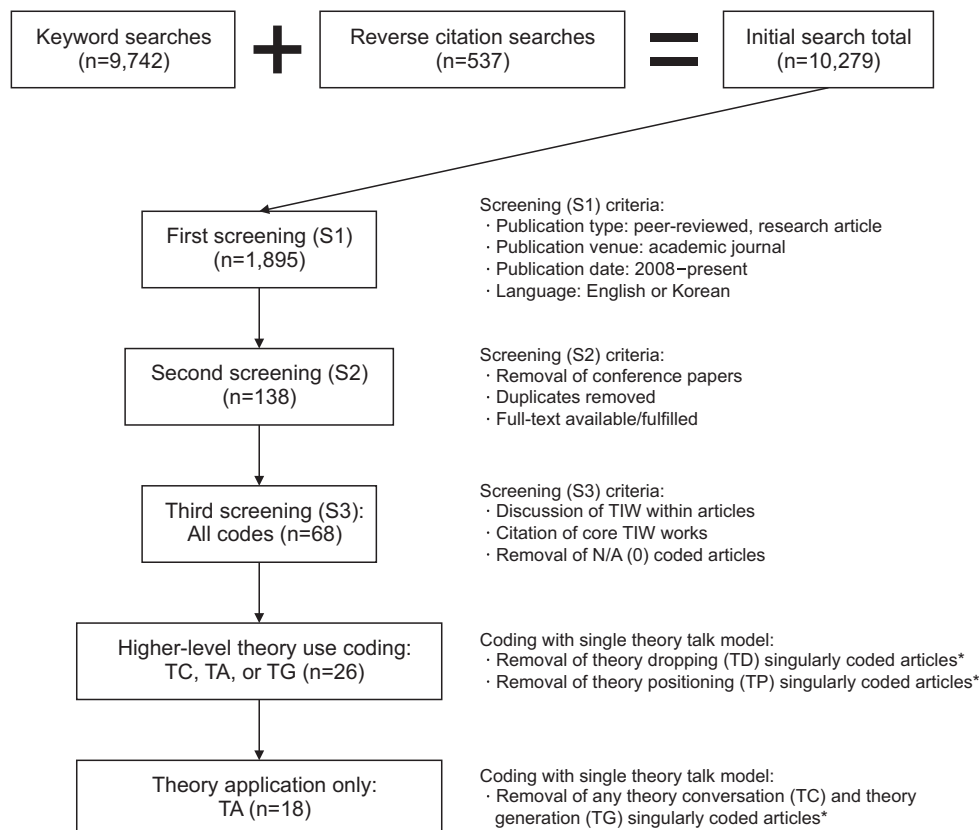 Keyword searches
(n=9,742)
+
Reverse citation searches
(n=537)
=
Initial search total
(n=10,279)
First screening (S1)
(n=1,895)
Screening (S1) criteria:
· Publication type: peer-reviewed, research article
· Publication venue: academic journal
· Publication date: 2008−present
· Language: English or Korean
Second screening (S2)
(n=138)
Screening (S2) criteria:
· Removal of conference papers
· Duplicates removed
· Full-text available/fulfilled
Third screening (S3):
All codes (n=68)
Screening (S3) criteria:
· Discussion of TIW within articles
· Citation of core TIW works
· Removal of N/A (0) coded articles
Higher-level theory use coding:
TC, TA, or TG (n=26)
Coding with single theory talk model:
· Removal of theory dropping (TD) singularly coded articles*
· Removal of theory positioning (TP) singularly coded articles*
Theory application only:
TA (n=18)
Coding with single theory talk model:
· Removal of any theory conversation (TC) and theory
generation (TG) singularly coded articles*